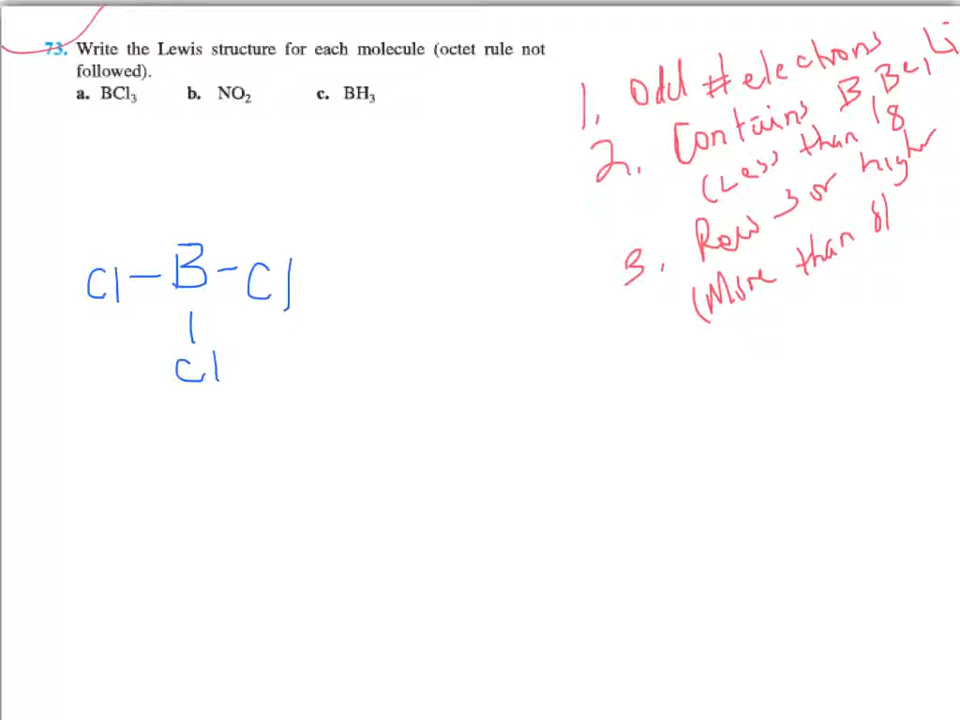 73. Write the Lewis structure for each molecule (octet rule not
followed).
a. BCl₃ b. NO₂ c. BH₃
1. Odd # electrons
2. Contains B, Be, Li
(Less than 8
3. Row 3 or higher
(More than 8)
Cl—B—Cl
|
Cl